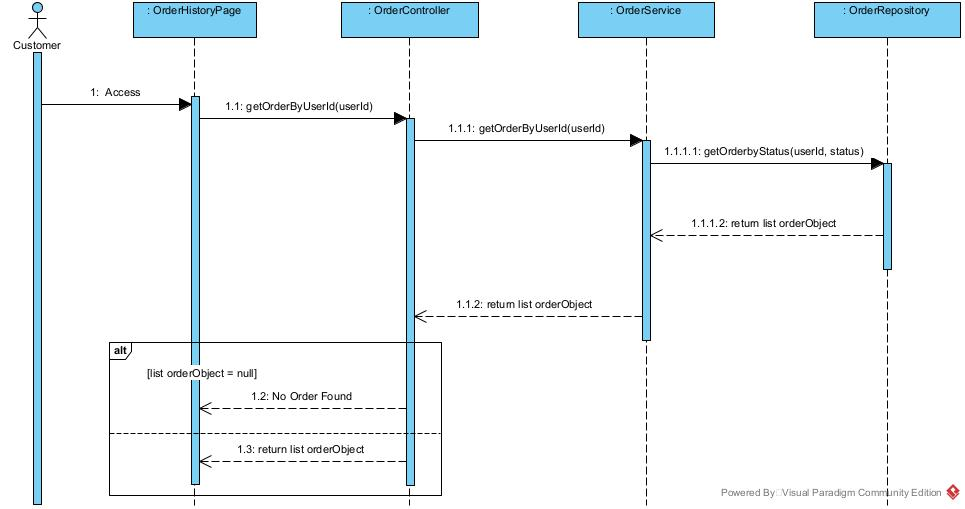 : OrderHistoryPage
: OrderController
: OrderService
: OrderRepository
Customer
1: Access
1.1: getOrderByUserId(userId)
1.1.1: getOrderByUserId(userId)
1.1.1.1: getOrderbyStatus(userId, status)
1.1.1.2: return list orderObject
1.1.2: return list orderObject
alt
[list orderObject = null]
1.2: No Order Found
1.3: return list orderObject
Powered By Visual Paradigm Community Edition